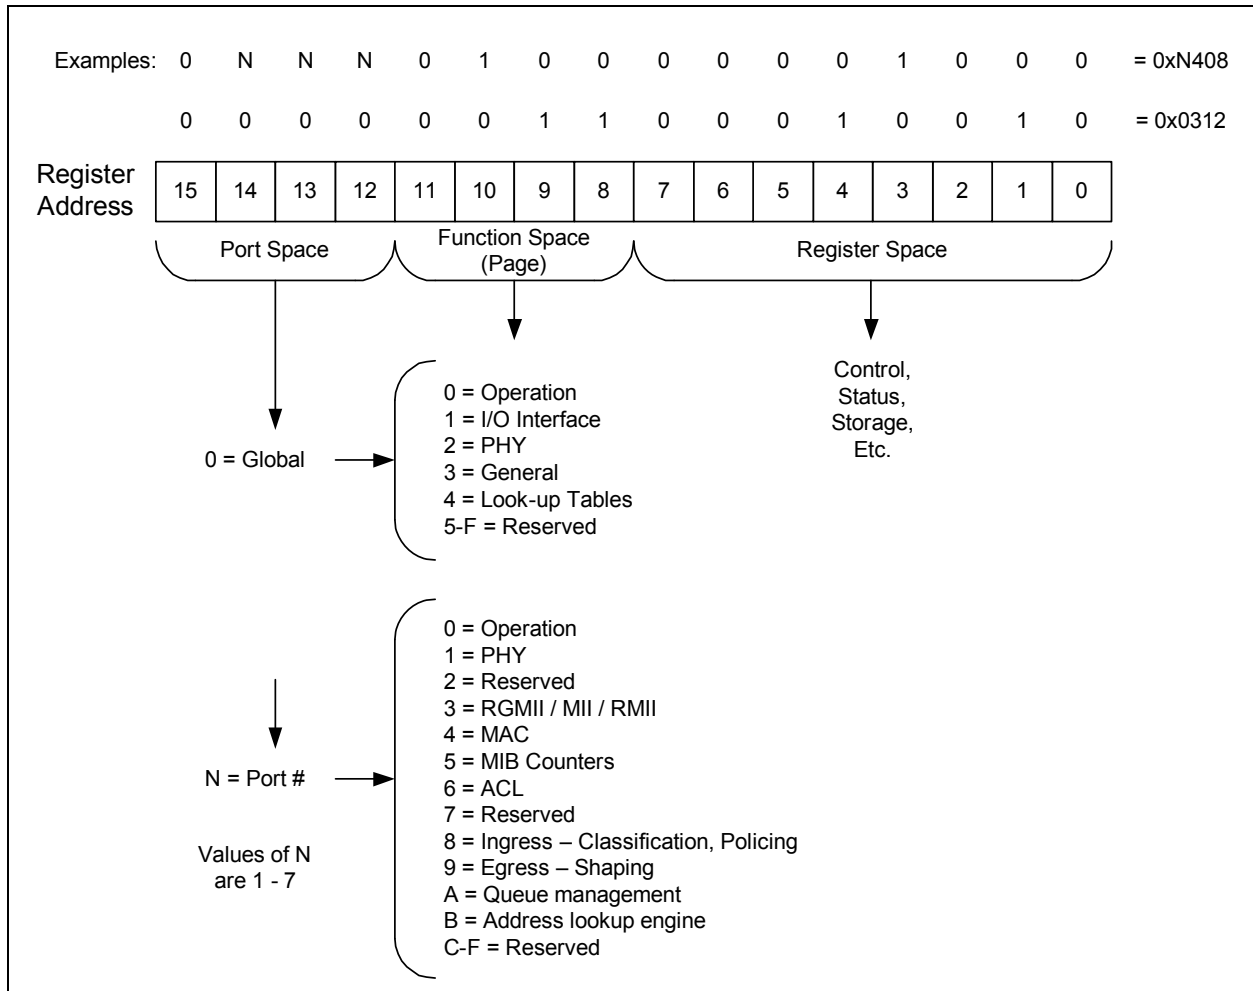 Examples: 0 N N N 0 1 0 0 0 0 0 0 1 0 0 0 = 0xN408
0 0 0 0 0 0 1 1 0 0 0 1 0 0 1 0 = 0x0312
Register
Address
15 14 13 12 11 10 9 8 7 6 5 4 3 2 1 0
Port Space
Function Space
(Page)
Register Space
Control,
Status,
Storage,
Etc.
0 = Global
0 = Operation
1 = I/O Interface
2 = PHY
3 = General
4 = Look-up Tables
5-F = Reserved
N = Port #
Values of N
are 1 - 7
0 = Operation
1 = PHY
2 = Reserved
3 = RGMII / MII / RMII
4 = MAC
5 = MIB Counters
6 = ACL
7 = Reserved
8 = Ingress – Classification, Policing
9 = Egress – Shaping
A = Queue management
B = Address lookup engine
C-F = Reserved